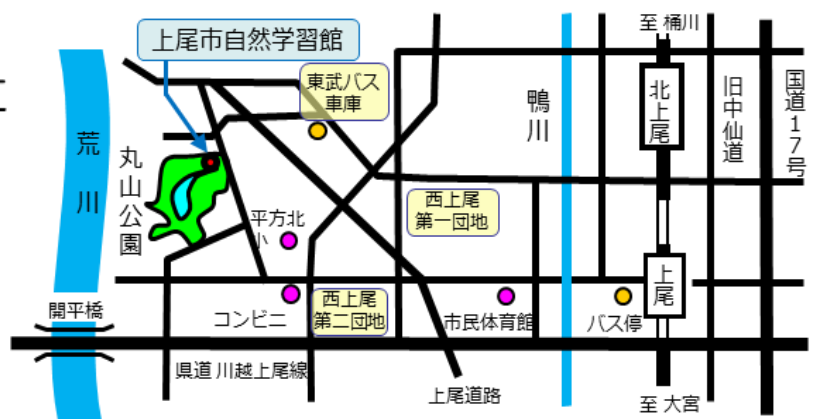 至 桶川
上尾市自然学習館
東武バス
車庫
国道17号
旧中仙道
北上尾
鴨川
荒川
丸山公園
西上尾
第一団地
平方北
小
上尾
西上尾
第二団地
開平橋
コンビニ
市民体育館
バス停
県道川越上尾線
上尾道路
至 大宮